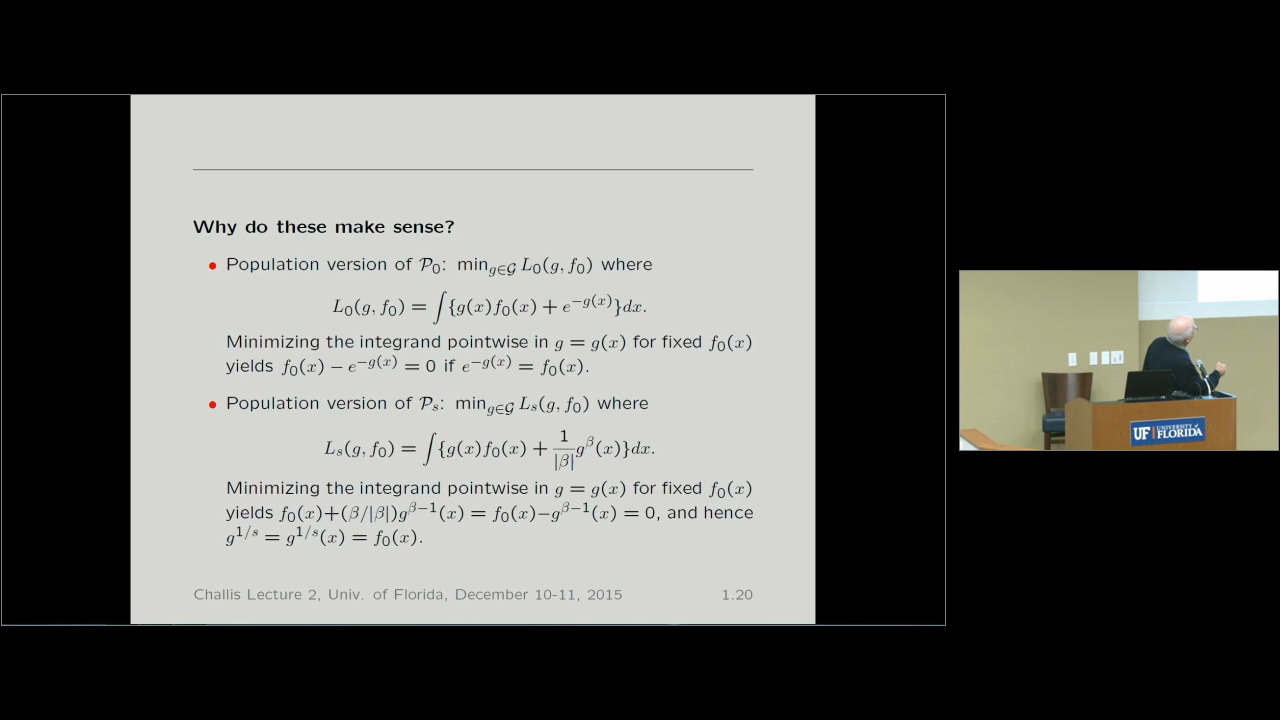 Why do these make sense?
• Population version of 𝒫₀: min_{g∈𝒢} L₀(g, f₀) where
L₀(g, f₀) = ∫{g(x)f₀(x) + e^{−g(x)}}dx.
Minimizing the integrand pointwise in g = g(x) for fixed f₀(x)
yields f₀(x) − e^{−g(x)} = 0 if e^{−g(x)} = f₀(x).
• Population version of 𝒫ₛ: min_{g∈𝒢} Lₛ(g, f₀) where
Lₛ(g, f₀) = ∫{g(x)f₀(x) + \frac{1}{|β|}g^β(x)}dx.
Minimizing the integrand pointwise in g = g(x) for fixed f₀(x)
yields f₀(x)+(β/|β|)g^{β−1}(x) = f₀(x)−g^{β−1}(x) = 0, and hence
g^{1/s} = g^{1/s}(x) = f₀(x).
Challis Lecture 2, Univ. of Florida, December 10-11, 2015 1.20
UF UNIVERSITY of
FLORIDA